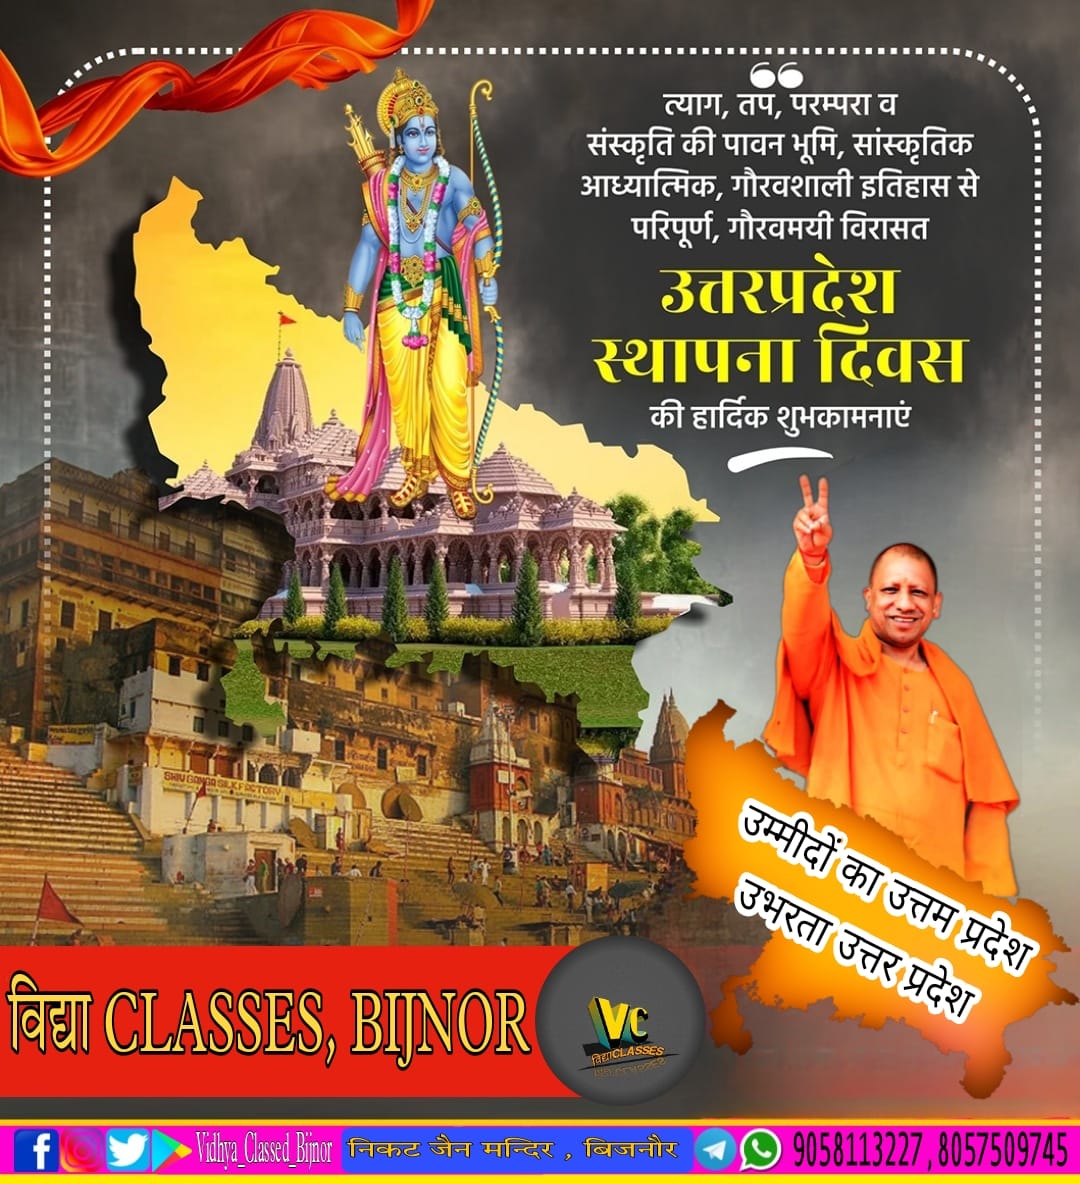 त्याग, तप, परम्परा व
संस्कृति की पावन भूमि, सांस्कृतिक
आध्यात्मिक, गौरवशाली इतिहास से
परिपूर्ण, गौरवमयी विरासत
उत्तरप्रदेश
स्थापना दिवस
की हार्दिक शुभकामनाएं
SHIV GANGA SILK FACTORY
उम्मीदों का उत्तम प्रदेश
उभरता उत्तर प्रदेश
विद्या CLASSES, BIJNOR
VC
विद्याCLASSES
Vidhya_Classed_Bijnor
निकट जैन मन्दिर , बिजनौर
9058113227 , 8057509745